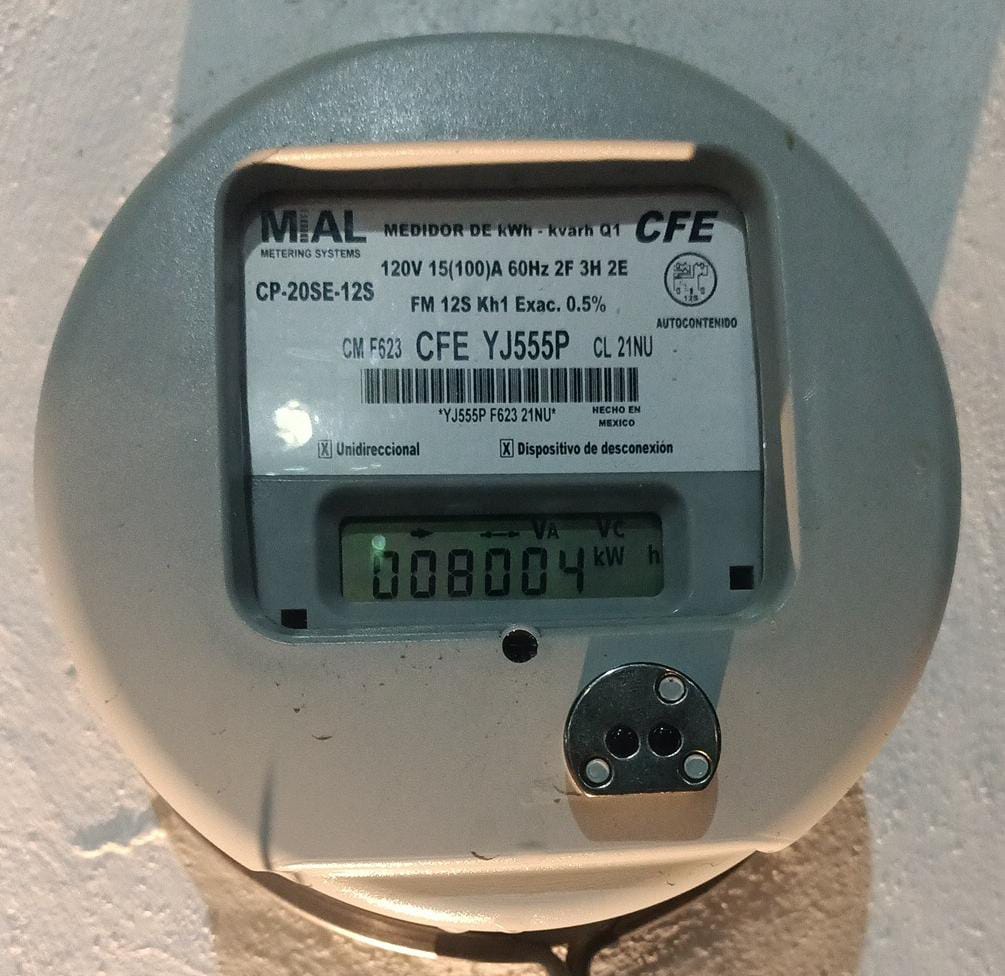 MIAL MEDIDOR DE kWh - kvarh Q1 CFE
METERING SYSTEMS
120V 15(100)A 60Hz 2F 3H 2E
CP-20SE-12S
FM 12S Kh1 Exac. 0.5%
12S
AUTOCONTENIDO
CM F623 CFE YJ555P CL 21NU
*YJ555P F623 21NU*
HECHO EN
MEXICO
X Unidireccional X Dispositivo de desconexión
VA VC
008004 kW h